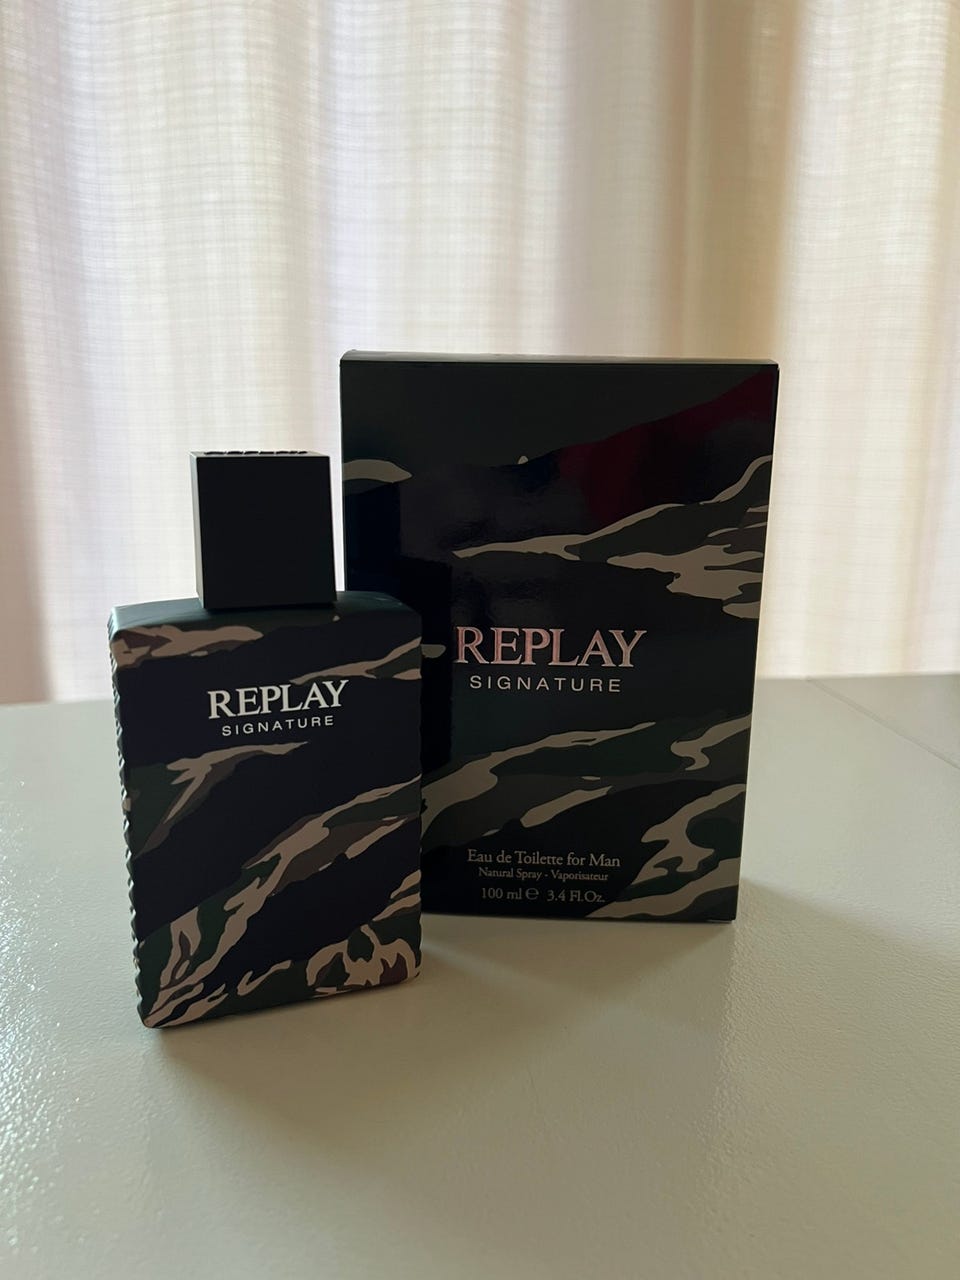 REPLAY
SIGNATURE
REPLAY
SIGNATURE
Eau de Toilette for Man
Natural Spray - Vaporisateur
100 ml ℮ 3.4 Fl.Oz.